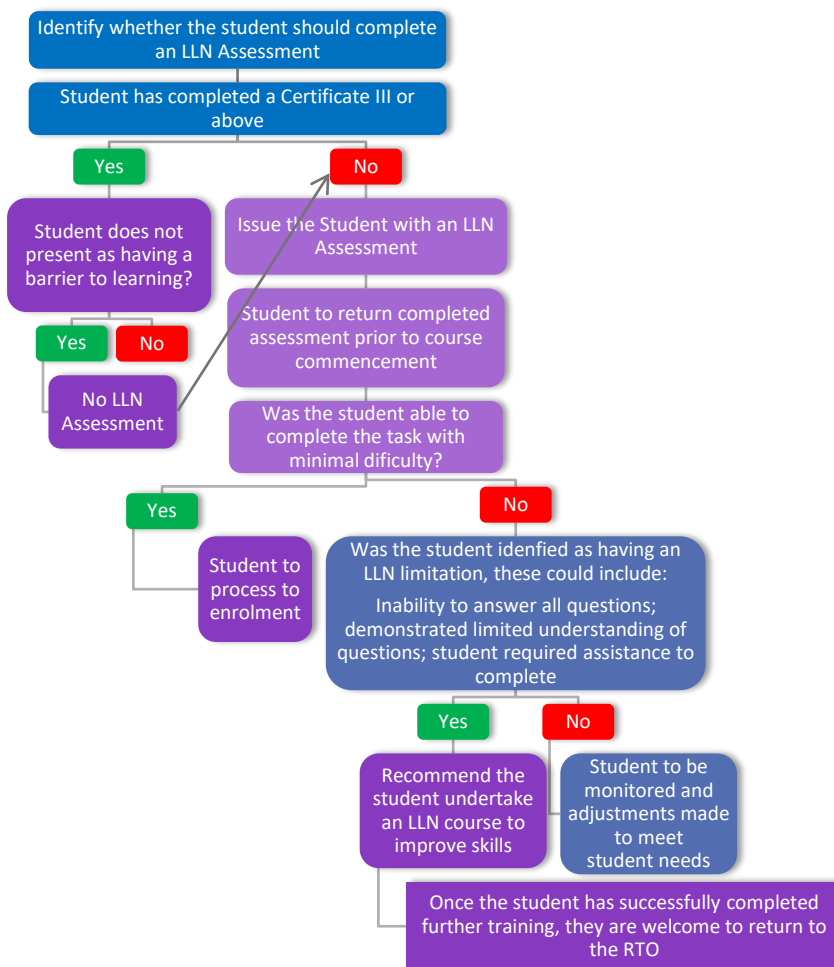 Identify whether the student should complete
an LLN Assessment
Student has completed a Certificate III or
above
Yes
No
Student does not
present as having a
barrier to learning?
Yes
No
No LLN
Assessment
Issue the Student with an LLN
Assessment
Student to return completed
assessment prior to course
commencement
Was the student able to
complete the task with
minimal dificulty?
Yes
No
Student to
process to
enrolment
Was the student idenfied as having an
LLN limitation, these could include:
Inability to answer all questions;
demonstrated limited understanding of
questions; student required assistance to
complete
Yes
No
Recommend the
student undertake
an LLN course to
improve skills
Student to be
monitored and
adjustments made
to meet
student needs
Once the student has successfully completed
further training, they are welcome to return to
the RTO